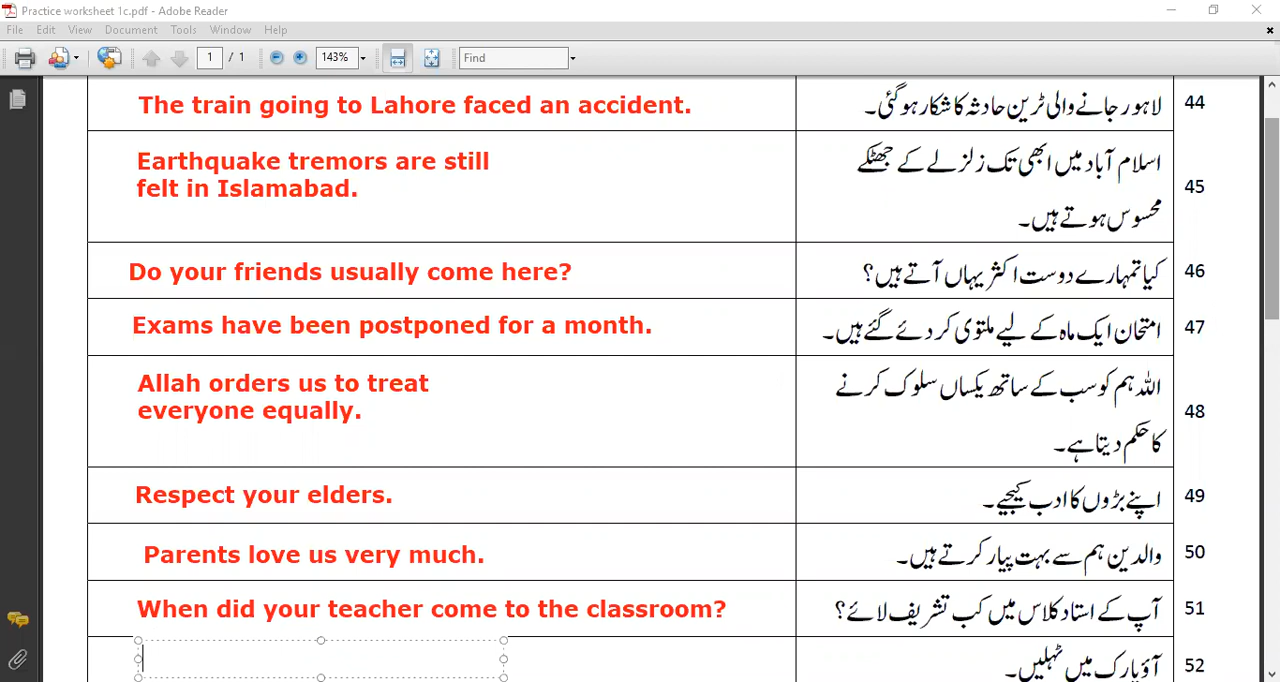 Practice worksheet 1c.pdf - Adobe Reader
File Edit View Document Tools Window Help
1 / 1 143% Find
The train going to Lahore faced an accident. لاہور جانے والی ٹرین حادثہ کا شکار ہوگئی۔ 44
Earthquake tremors are still
felt in Islamabad.
اسلام آباد میں ابھی تک زلزلے کے جھٹکے
محسوس ہوتے ہیں۔
45
Do your friends usually come here? کیا تمہارے دوست اکثر یہاں آتے ہیں؟ 46
Exams have been postponed for a month. امتحان ایک ماہ کے لیے ملتوی کر دئے گئے ہیں۔ 47
Allah orders us to treat
everyone equally.
اللہ ہم کو سب کے ساتھ یکساں سلوک کرنے
کا حکم دیتا ہے۔
48
Respect your elders. اپنے بڑوں کا ادب کیجیے۔ 49
Parents love us very much. والدین ہم سے بہت پیار کرتے ہیں۔ 50
When did your teacher come to the classroom? آپ کے استاد کلاس میں کب تشریف لائے؟ 51
آؤ پارک میں ٹہلیں۔ 52